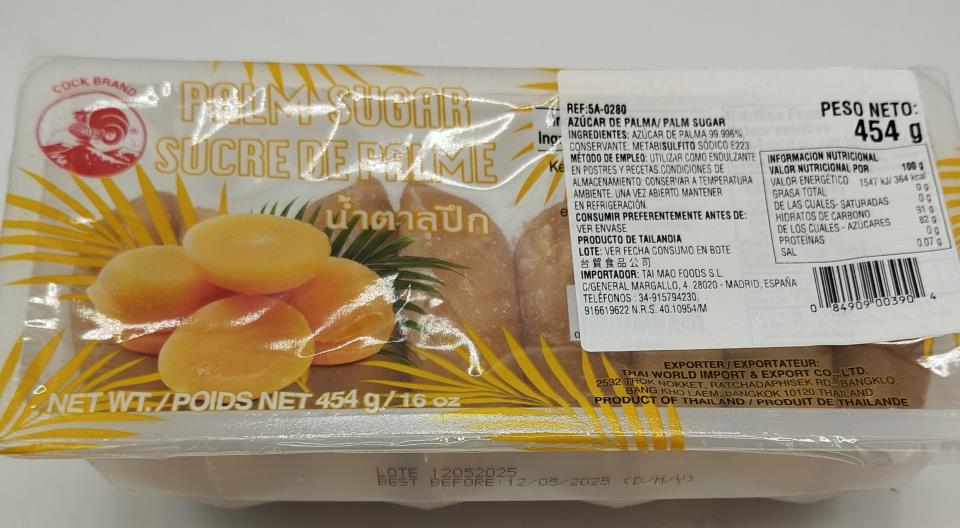 COCK BRAND
PALM SUGAR
SUCRE DE PALME
น้ำตาลปึก
NET WT./POIDS NET 454 g/16 oz
REF:5A-0280
AZÚCAR DE PALMA/ PALM SUGAR
INGREDIENTES: AZÚCAR DE PALMA 99.996%,
CONSERVANTE: METABISULFITO SÓDICO E223.
MÉTODO DE EMPLEO: UTILIZAR COMO ENDULZANTE
EN POSTRES Y RECETAS.CONDICIONES DE
ALMACENAMIENTO: CONSERVAR A TEMPERATURA
AMBIENTE. UNA VEZ ABIERTO, MANTENER
EN REFRIGERACIÓN.
CONSUMIR PREFERENTEMENTE ANTES DE:
VER ENVASE
PRODUCTO DE TAILANDIA
LOTE: VER FECHA CONSUMO EN BOTE
台貿食品公司
IMPORTADOR: TAI MAO FOODS S.L.
C/GENERAL MARGALLO, 4. 28020 - MADRID, ESPAÑA
TELÉFONOS : 34-915794230,
916619622 N.R.S: 40.10954/M
PESO NETO:
454 g
INFORMACION NUTRICIONAL
VALOR NUTRICIONAL POR 100 g
VALOR ENERGÉTICO 1547 kJ/ 364 kcal
GRASA TOTAL 0 g
DE LAS CUALES- SATURADAS 0 g
HIDRATOS DE CARBONO 91 g
DE LOS CUALES - AZÚCARES 82 g
PROTEÍNAS 0 g
SAL 0.07 g
0 84909 00390 4
EXPORTER / EXPORTATEUR:
THAI WORLD IMPORT & EXPORT CO., LTD.
2532 TROK NOKKET, RATCHADAPHISEK RD., BANGKLO
BANG KHO LAEM, BANGKOK 10120 THAILAND
PRODUCT OF THAILAND / PRODUIT DE THAILANDE
LOTE 12052025
BEST BEFORE:12/05/2025 (D/M/Y)